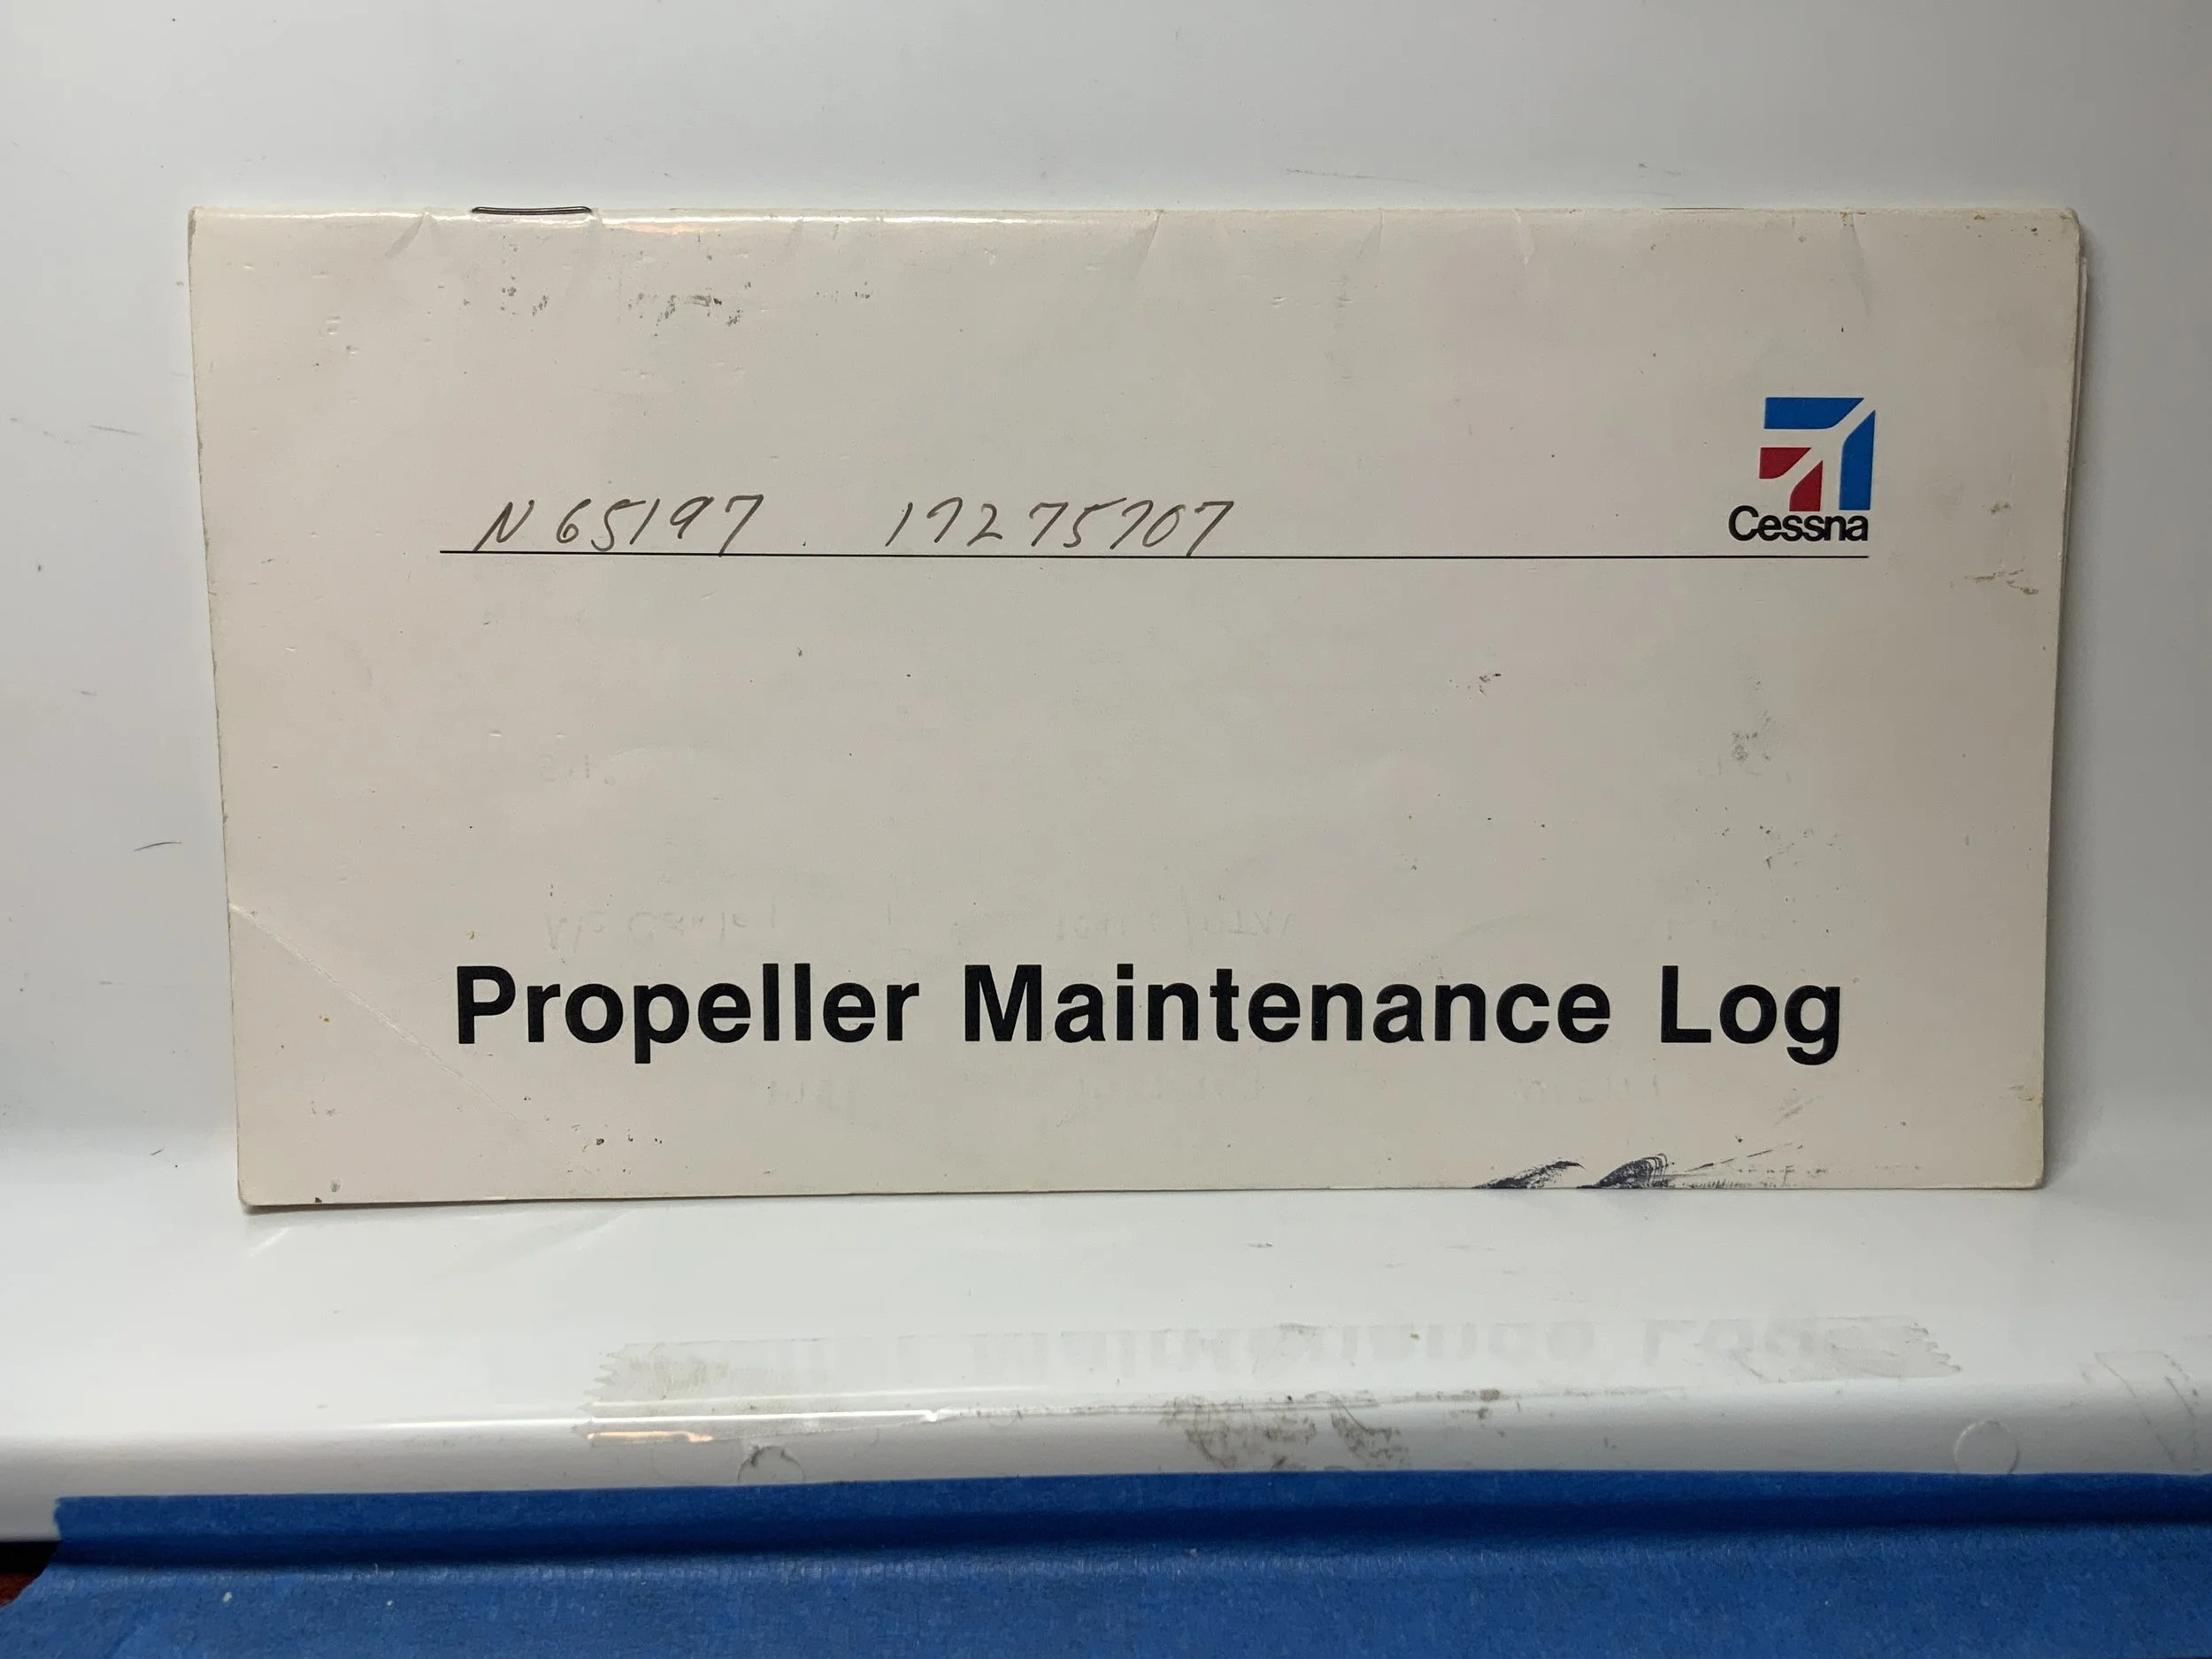 Cessna
N65197 . 17275707
Propeller Maintenance Log